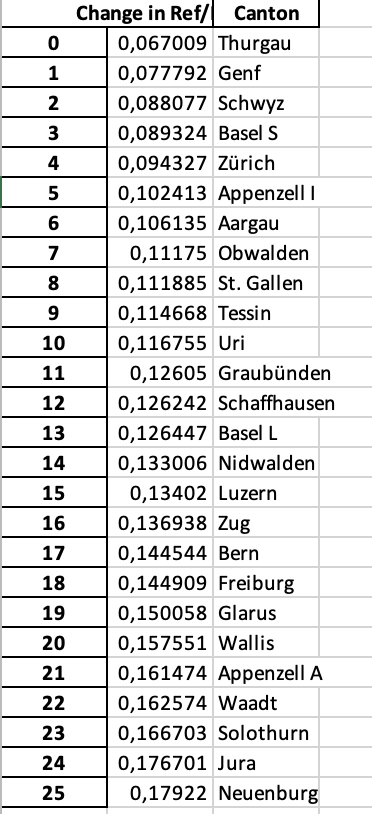 Change in Ref/ Canton
0 0,067009 Thurgau
1 0,077792 Genf
2 0,088077 Schwyz
3 0,089324 Basel S
4 0,094327 Zürich
5 0,102413 Appenzell I
6 0,106135 Aargau
7 0,11175 Obwalden
8 0,111885 St. Gallen
9 0,114668 Tessin
10 0,116755 Uri
11 0,12605 Graubünden
12 0,126242 Schaffhausen
13 0,126447 Basel L
14 0,133006 Nidwalden
15 0,13402 Luzern
16 0,136938 Zug
17 0,144544 Bern
18 0,144909 Freiburg
19 0,150058 Glarus
20 0,157551 Wallis
21 0,161474 Appenzell A
22 0,162574 Waadt
23 0,166703 Solothurn
24 0,176701 Jura
25 0,17922 Neuenburg